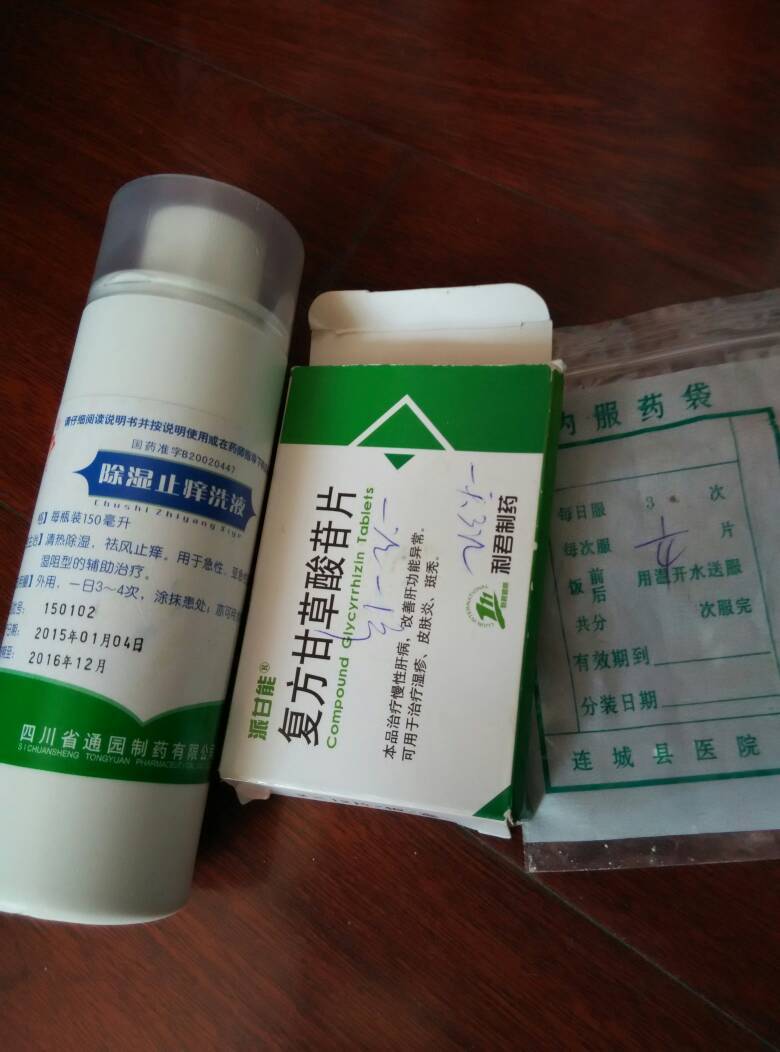 请仔细阅读说明书并按说明使用或在药师指导下
国药准字B20020447
除湿止痒洗液
Chushi Zhiyang Xiye
每瓶装150毫升
清热除湿，祛风止痒。用于急性、亚急
湿阻型的辅助治疗。
外用，一日3～4次，涂抹患处；亦可用
150102
2015年01月04日
2016年12月
四川省通园制药有限公
SICHUANSHENG TONGYUAN PHARMACEUTICAL
派甘能®
复方甘草酸苷片
Compound Glycyrrhizin Tablets
本品治疗慢性肝病，改善肝功能异常。
可用于治疗湿疹、皮肤炎、斑秃。
利君制药
内服药袋
每日服 3 次
每次服 片
饭前后 用温开水送服
共分 次服完
有效期到
分装日期
连城县医院